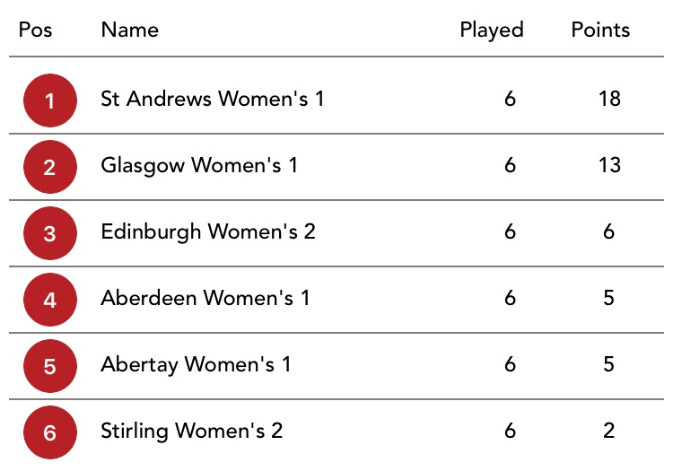 Pos Name Played Points
1 St Andrews Women's 1 6 18
2 Glasgow Women's 1 6 13
3 Edinburgh Women's 2 6 6
4 Aberdeen Women's 1 6 5
5 Abertay Women's 1 6 5
6 Stirling Women's 2 6 2